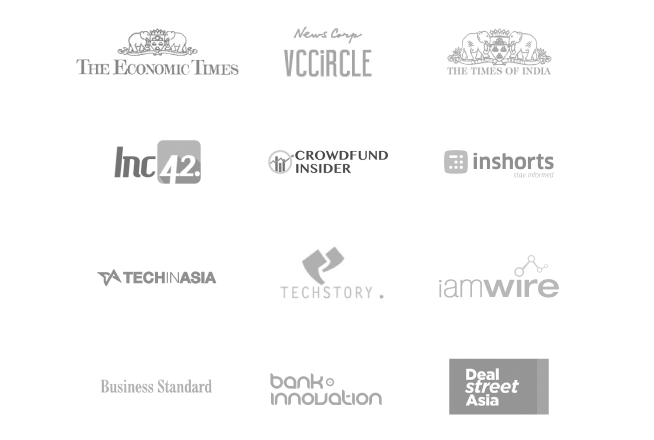 THE ECONOMIC TIMES
News Corp
VCCiRCLE
THE TIMES OF INDIA
Inc42.
CROWDFUND
INSIDER
inshorts
stay informed
TECHINASIA
TECHSTORY.
iamwire
Business Standard
bank
innovation
Deal
street
Asia